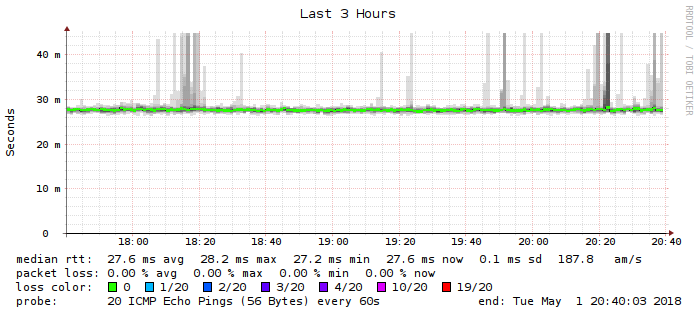 Last 3 Hours
RRDTOOL / TOBI OETIKER
Seconds
40 m
30 m
20 m
10 m
0
18:00 18:20 18:40 19:00 19:20 19:40 20:00 20:20 20:40
median rtt: 27.6 ms avg 28.2 ms max 27.2 ms min 27.6 ms now 0.1 ms sd 187.8 am/s
packet loss: 0.00 % avg 0.00 % max 0.00 % min 0.00 % now
loss color: 0 1/20 2/20 3/20 4/20 10/20 19/20
probe: 20 ICMP Echo Pings (56 Bytes) every 60s end: Tue May 1 20:40:03 2018